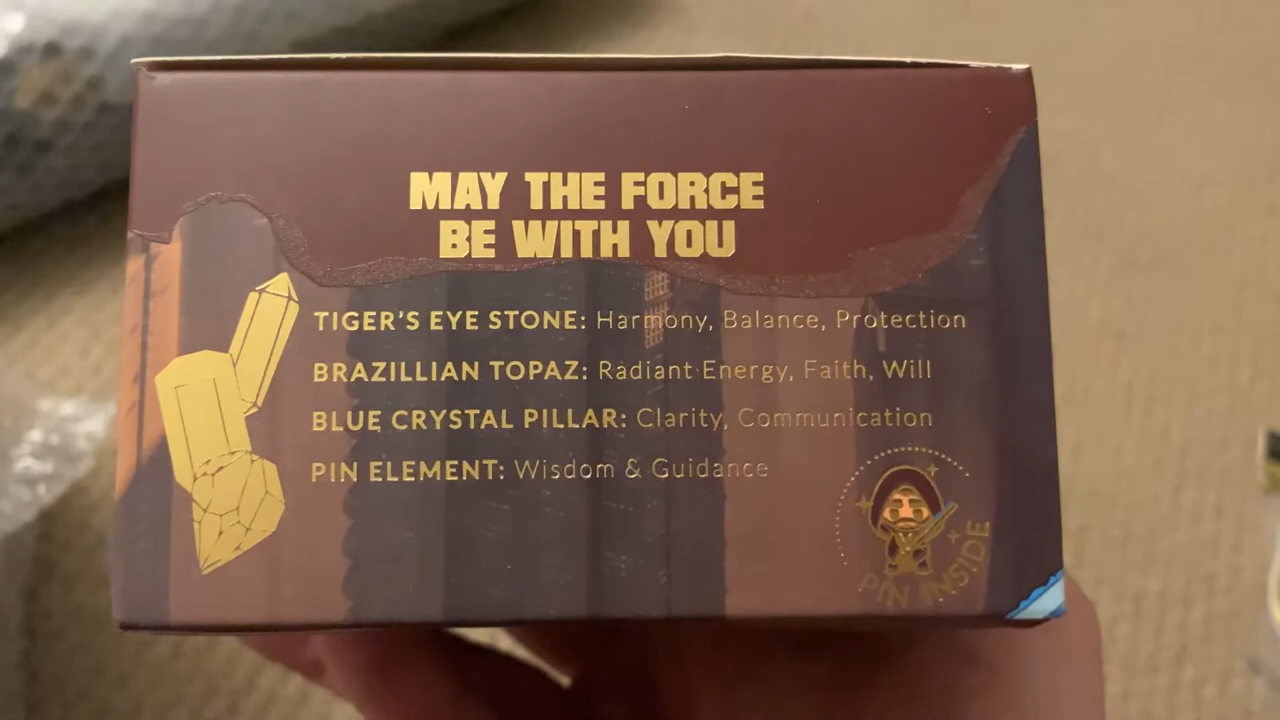 MAY THE FORCE
BE WITH YOU
TIGER'S EYE STONE: Harmony, Balance, Protection
BRAZILLIAN TOPAZ: Radiant Energy, Faith, Will
BLUE CRYSTAL PILLAR: Clarity, Communication
PIN ELEMENT: Wisdom & Guidance
PIN INSIDE